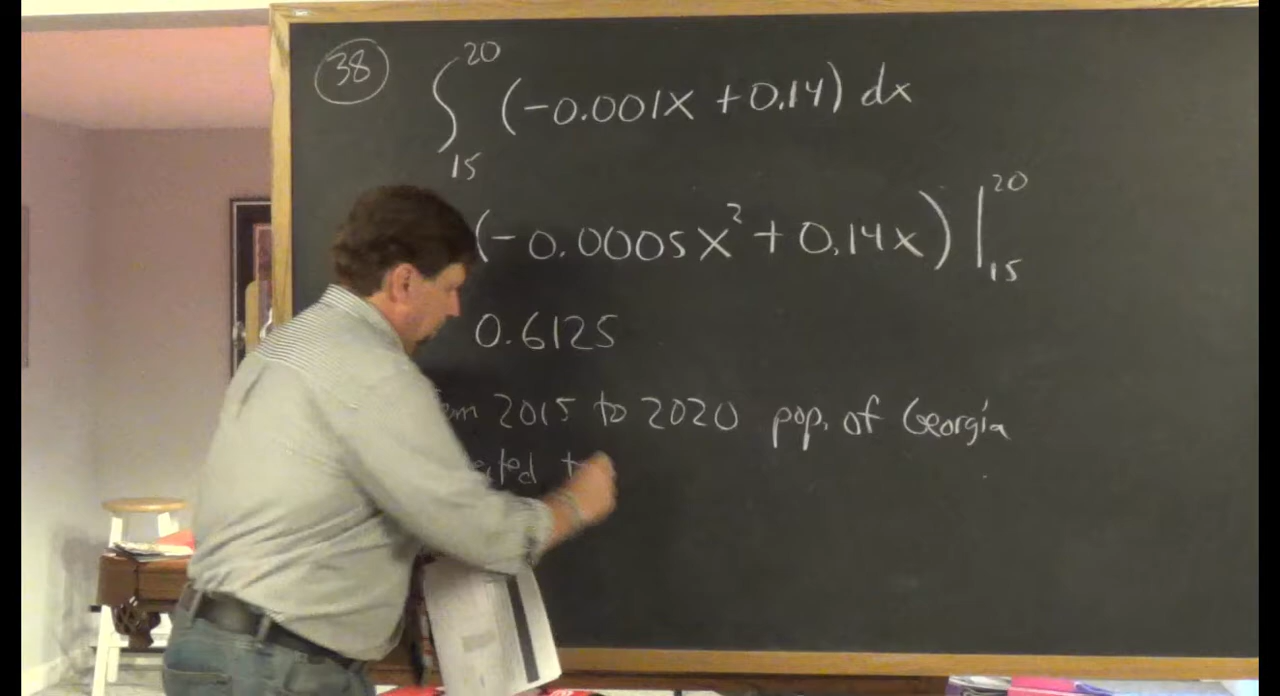 38 ∫₁₅²⁰ (-0.001x + 0.14) dx
(-0.0005x² + 0.14x) |₁₅²⁰
0.6125
2015 to 2020 pop. of Georgia